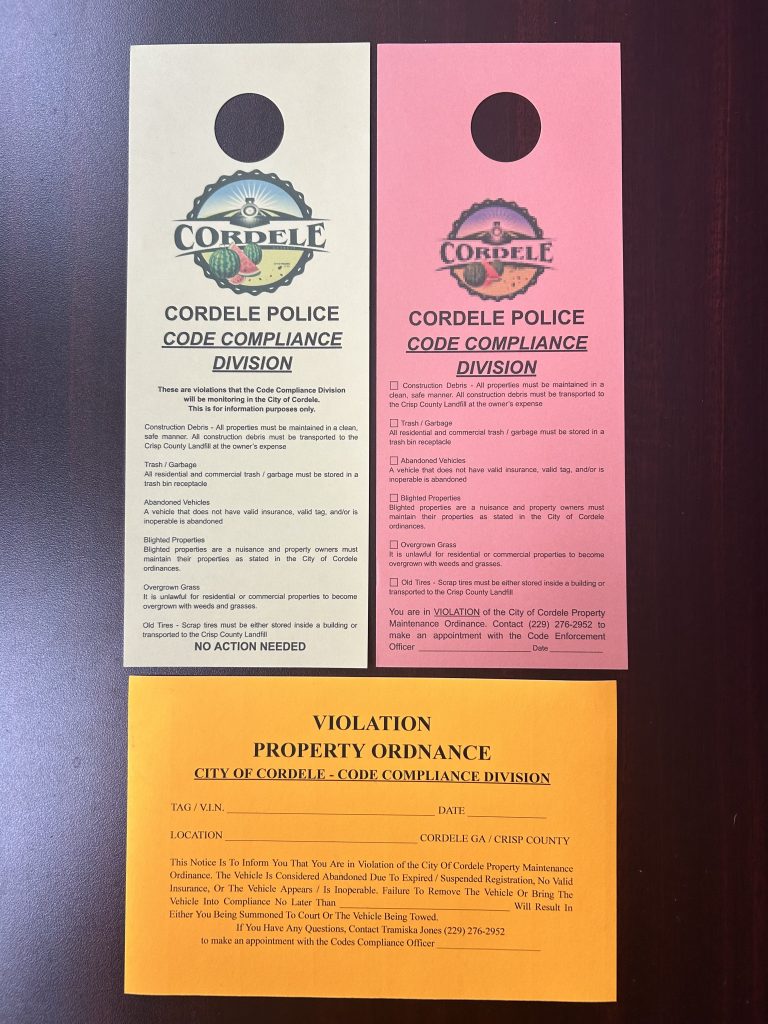 CORDELE
CORDELE POLICE
CODE COMPLIANCE
DIVISION
These are violations that the Code Compliance Division
will be monitoring in the City of Cordele.
This is for information purposes only.
Construction Debris - All properties must be maintained in a clean,
safe manner. All construction debris must be transported to the
Crisp County Landfill at the owner's expense
Trash / Garbage
All residential and commercial trash / garbage must be stored in a
trash bin receptacle
Abandoned Vehicles
A vehicle that does not have valid insurance, valid tag, and/or is
inoperable is abandoned
Blighted Properties
Blighted properties are a nuisance and property owners must
maintain their properties as stated in the City of Cordele
ordinances.
Overgrown Grass
It is unlawful for residential or commercial properties to become
overgrown with weeds and grasses.
Old Tires - Scrap tires must be either stored inside a building or
transported to the Crisp County Landfill
NO ACTION NEEDED
CORDELE
CORDELE POLICE
CODE COMPLIANCE
DIVISION
☐ Construction Debris - All properties must be maintained in a
clean, safe manner. All construction debris must be transported to
the Crisp County Landfill at the owner's expense
☐ Trash / Garbage
All residential and commercial trash / garbage must be stored in a
trash bin receptacle
☐ Abandoned Vehicles
A vehicle that does not have valid insurance, valid tag, and/or is
inoperable is abandoned
☐ Blighted Properties
Blighted properties are a nuisance and property owners must
maintain their properties as stated in the City of Cordele
ordinances.
☐ Overgrown Grass
It is unlawful for residential or commercial properties to become
overgrown with weeds and grasses.
☐ Old Tires - Scrap tires must be either stored inside a building or
transported to the Crisp County Landfill
You are in VIOLATION of the City of Cordele Property
Maintenance Ordinance. Contact (229) 276-2952 to
make an appointment with the Code Enforcement
Officer ____________________ Date __________
VIOLATION
PROPERTY ORDNANCE
CITY OF CORDELE - CODE COMPLIANCE DIVISION
TAG / V.I.N. ____________________ DATE __________
LOCATION ____________________ CORDELE GA / CRISP COUNTY
This Notice Is To Inform You That You Are in Violation of the City Of Cordele Property Maintenance
Ordinance. The Vehicle Is Considered Abandoned Due To Expired / Suspended Registration, No Valid
Insurance, Or The Vehicle Appears / Is Inoperable. Failure To Remove The Vehicle Or Bring The
Vehicle Into Compliance No Later Than ____________________ Will Result In
Either You Being Summoned To Court Or The Vehicle Being Towed.
If You Have Any Questions, Contact Tramiska Jones (229) 276-2952
to make an appointment with the Codes Compliance Officer ____________________